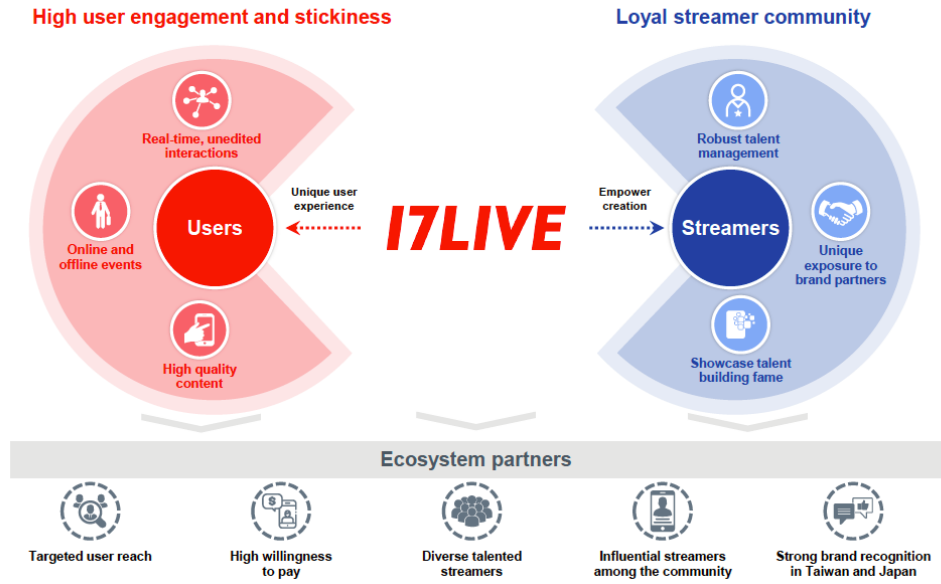 High user engagement and stickiness
Loyal streamer community
Real-time, unedited
interactions
Online and
offline events
High quality
content
Users
Unique user
experience
17LIVE
Empower
creation
Streamers
Robust talent
management
Unique
exposure to
brand partners
Showcase talent
building fame
Ecosystem partners
$
Targeted user reach
High willingness
to pay
Diverse talented
streamers
Influential streamers
among the community
Strong brand recognition
in Taiwan and Japan